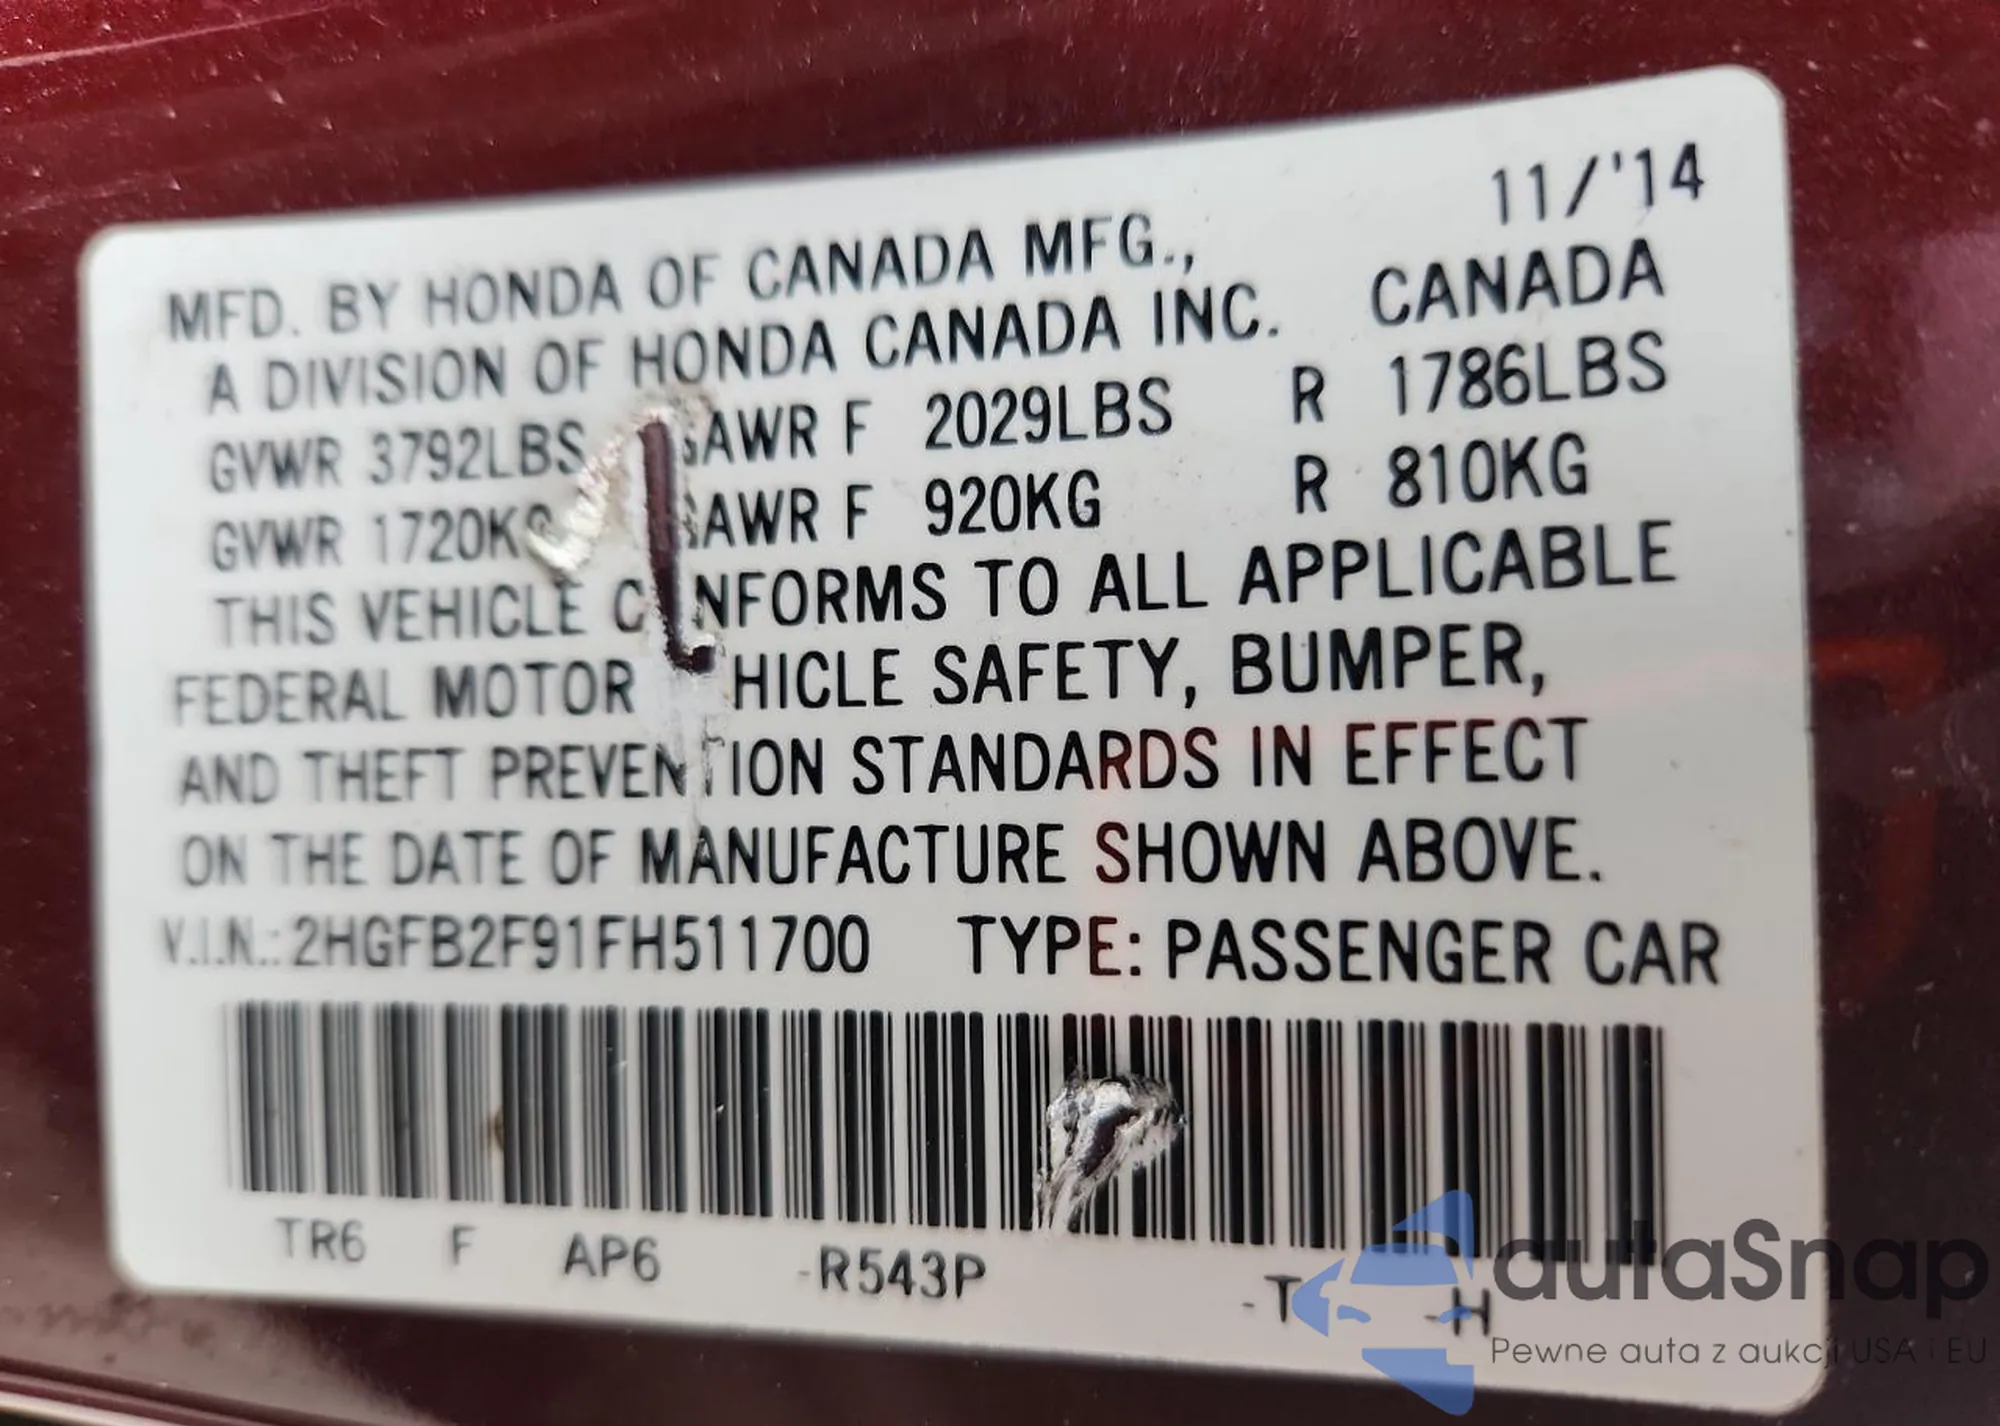 11/'14
MFD. BY HONDA OF CANADA MFG.,
A DIVISION OF HONDA CANADA INC. CANADA
GVWR 3792LBS GAWR F 2029LBS R 1786LBS
GVWR 1720KG GAWR F 920KG R 810KG
THIS VEHICLE C NFORMS TO ALL APPLICABLE
FEDERAL MOTOR HICLE SAFETY, BUMPER,
AND THEFT PREVENTION STANDARDS IN EFFECT
ON THE DATE OF MANUFACTURE SHOWN ABOVE.
V.I.N.: 2HGFB2F91FH511700 TYPE: PASSENGER CAR
TR6 F AP6 -R543P -T -H
autaSnap
Pewne auta z aukcji USA i EU